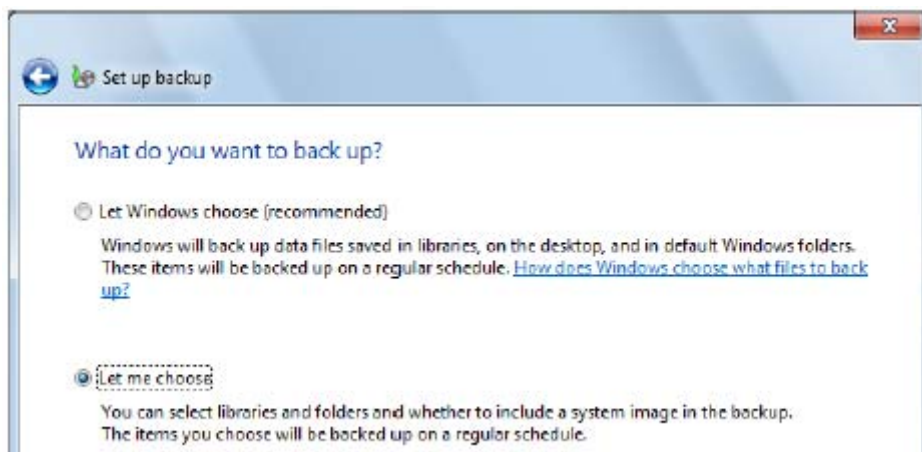 Set up backup
What do you want to back up?
Let Windows choose (recommended)
Windows will back up data files saved in libraries, on the desktop, and in default Windows folders.
These items will be backed up on a regular schedule. How does Windows choose what files to back
up?
Let me choose
You can select libraries and folders and whether to include a system image in the backup.
The items you choose will be backed up on a regular schedule.